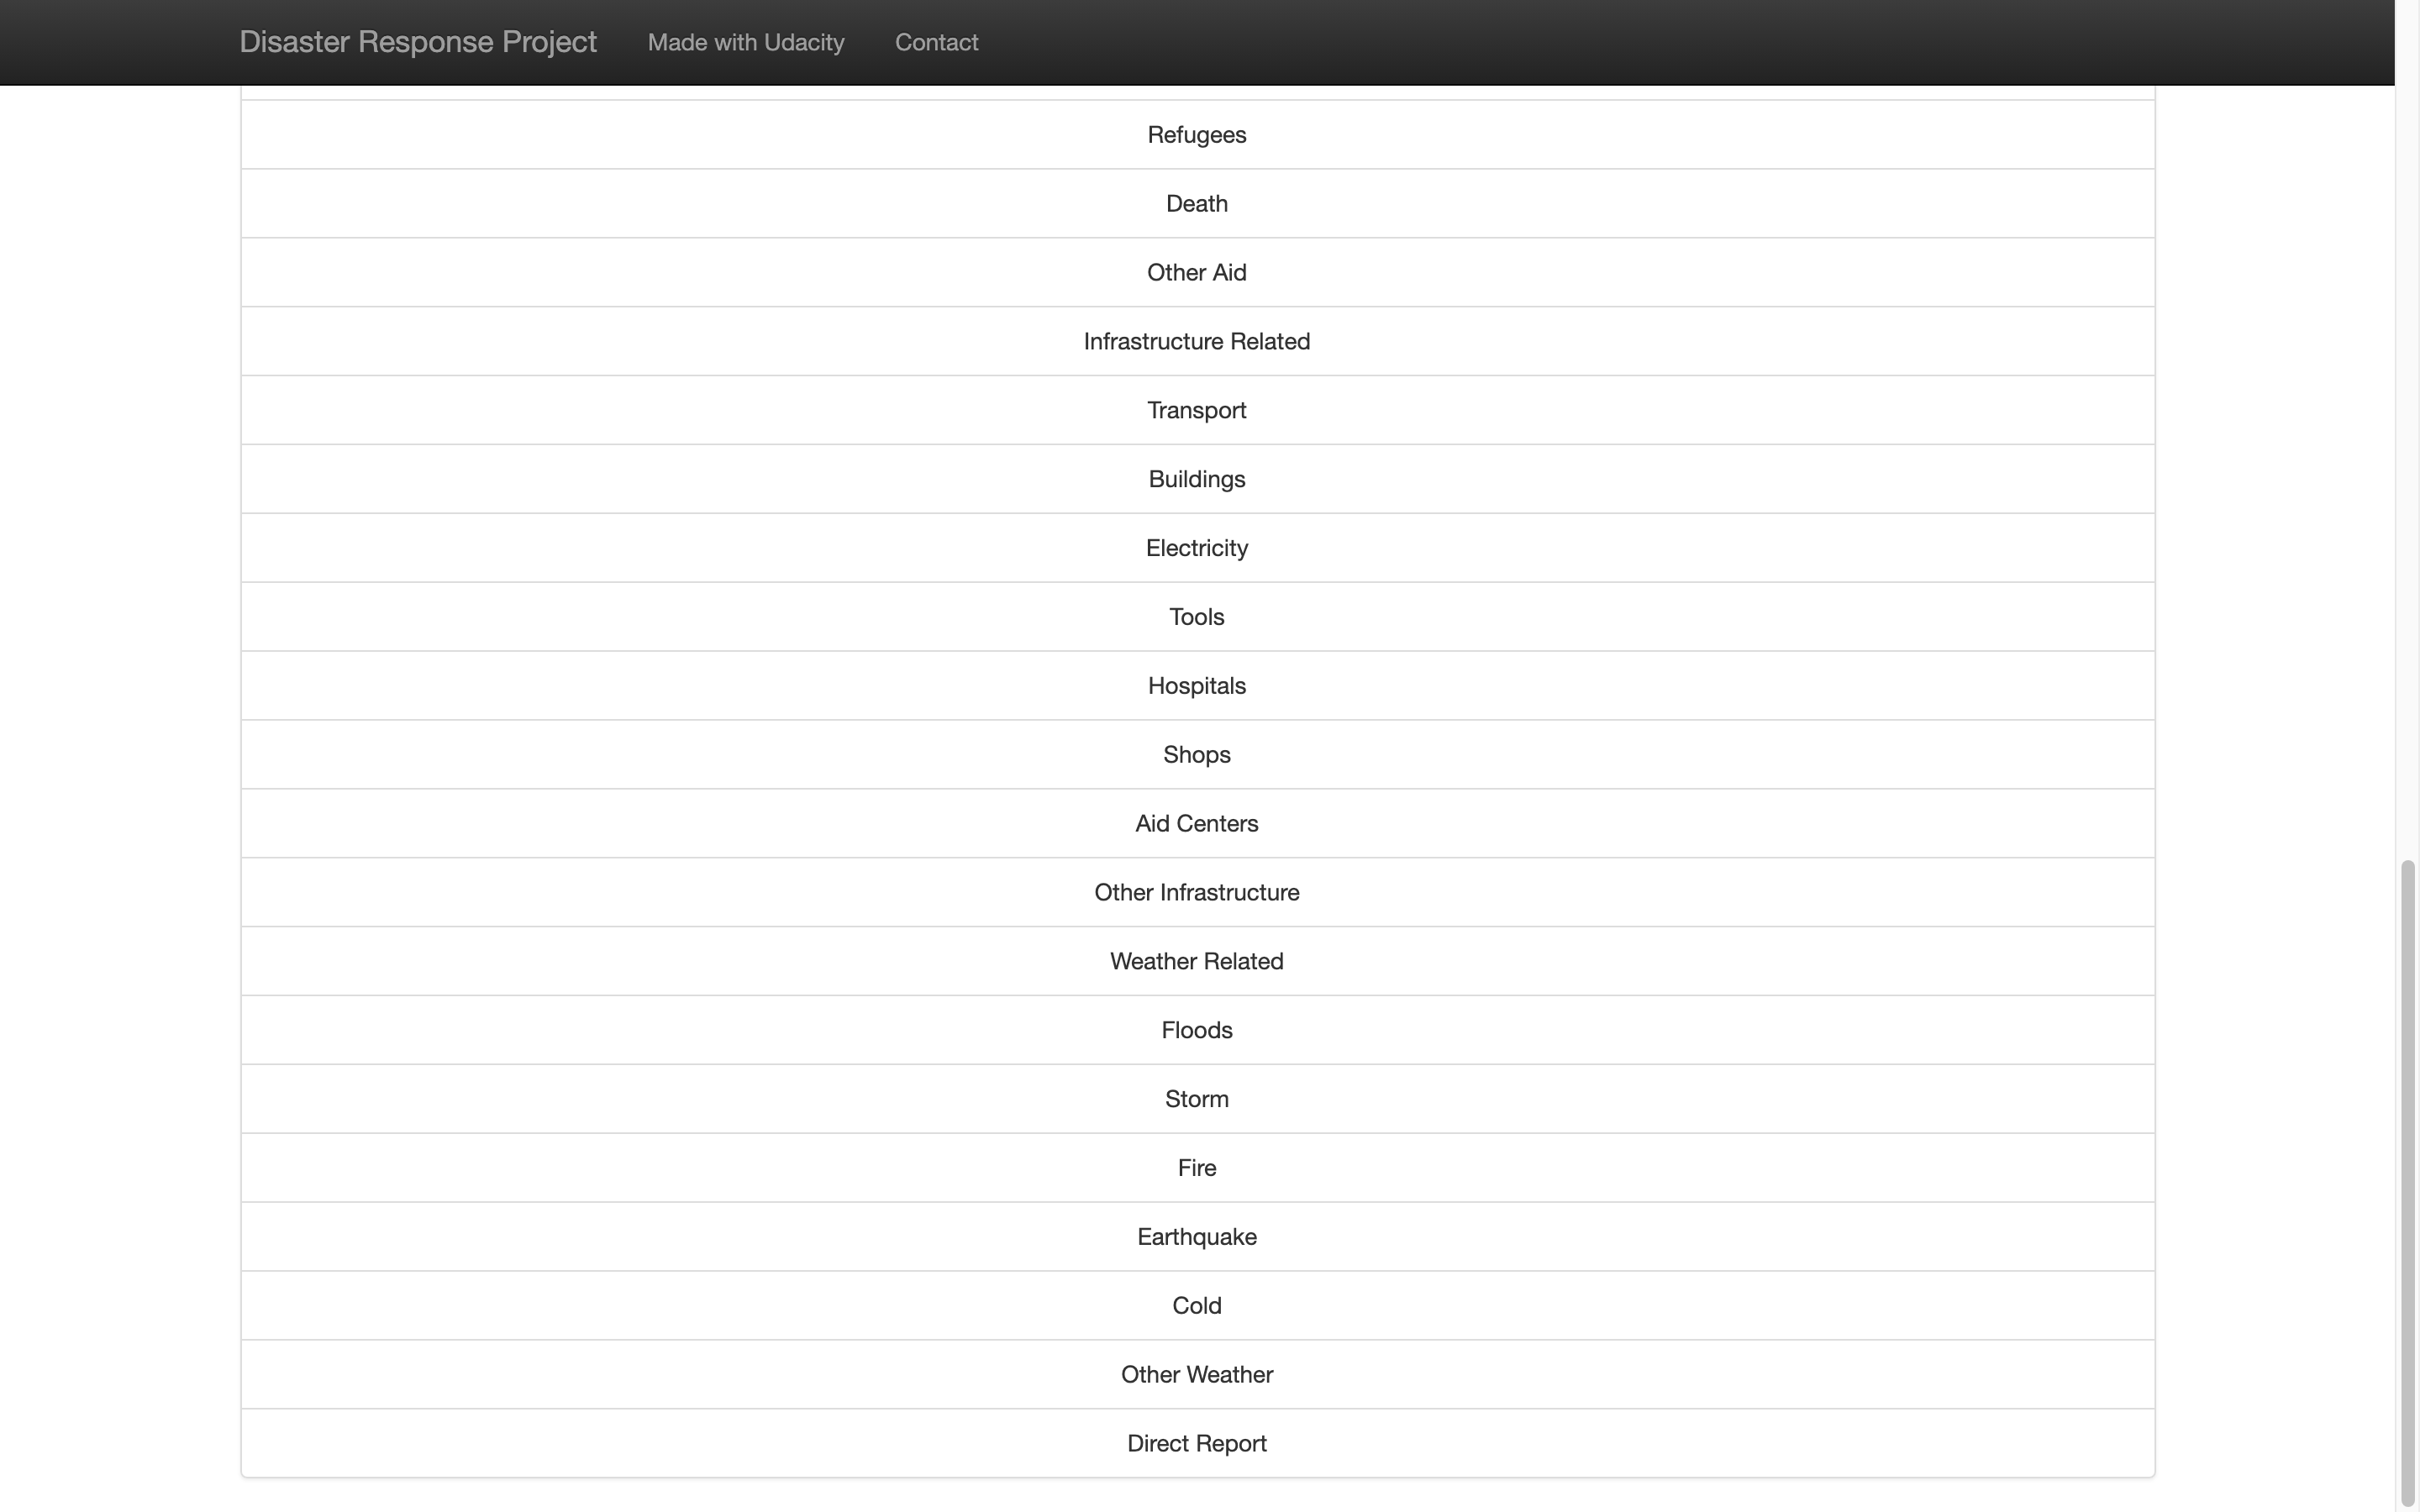 Disaster Response Project Made with Udacity Contact
Refugees
Death
Other Aid
Infrastructure Related
Transport
Buildings
Electricity
Tools
Hospitals
Shops
Aid Centers
Other Infrastructure
Weather Related
Floods
Storm
Fire
Earthquake
Cold
Other Weather
Direct Report